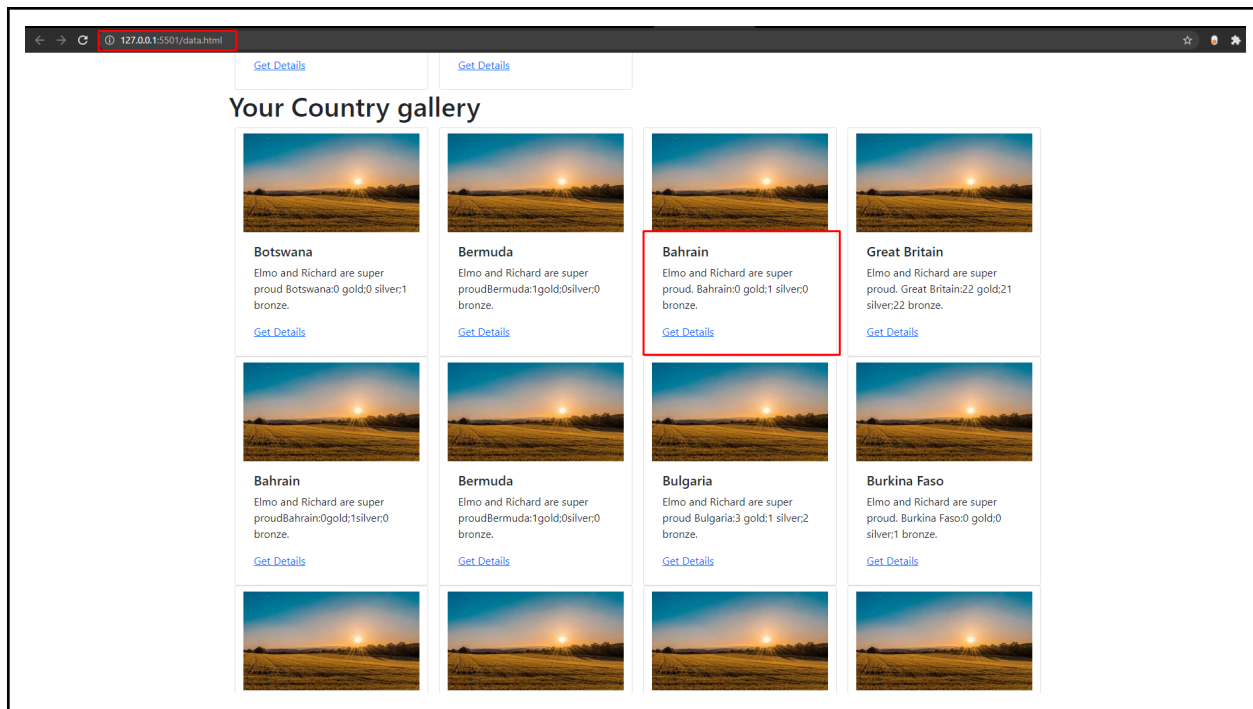 127.0.0.1:5501/data.html
Get Details
Get Details
Your Country gallery
Botswana
Elmo and Richard are super
proud Botswana:0 gold;0 silver;1
bronze.
Get Details
Bermuda
Elmo and Richard are super
proudBermuda:1gold;0silver;0
bronze.
Get Details
Bahrain
Elmo and Richard are super
proud. Bahrain:0 gold;1 silver;0
bronze.
Get Details
Great Britain
Elmo and Richard are super
proud. Great Britain:22 gold;21
silver;22 bronze.
Get Details
Bahrain
Elmo and Richard are super
proudBahrain:0gold;1silver;0
bronze.
Get Details
Bermuda
Elmo and Richard are super
proudBermuda:1gold;0silver;0
bronze.
Get Details
Bulgaria
Elmo and Richard are super
proud Bulgaria:3 gold;1 silver;2
bronze.
Get Details
Burkina Faso
Elmo and Richard are super
proud. Burkina Faso:0 gold;0
silver;1 bronze.
Get Details